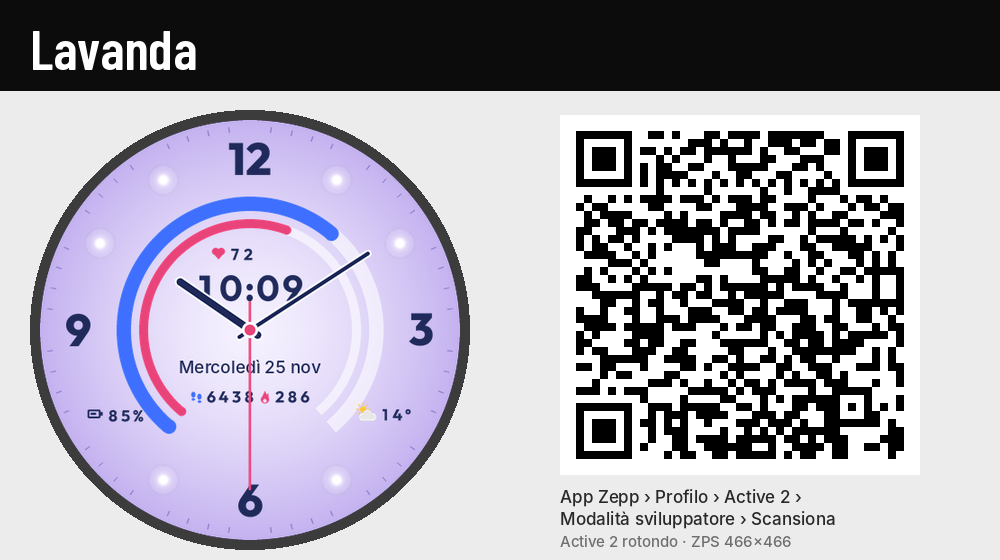 Lavanda
12
72
10:09
9
3
Mercoledì 25 nov
6438 286
85%
14°
6
App Zepp › Profilo › Active 2 ›
Modalità sviluppatore › Scansiona
Active 2 rotondo · ZPS 466×466